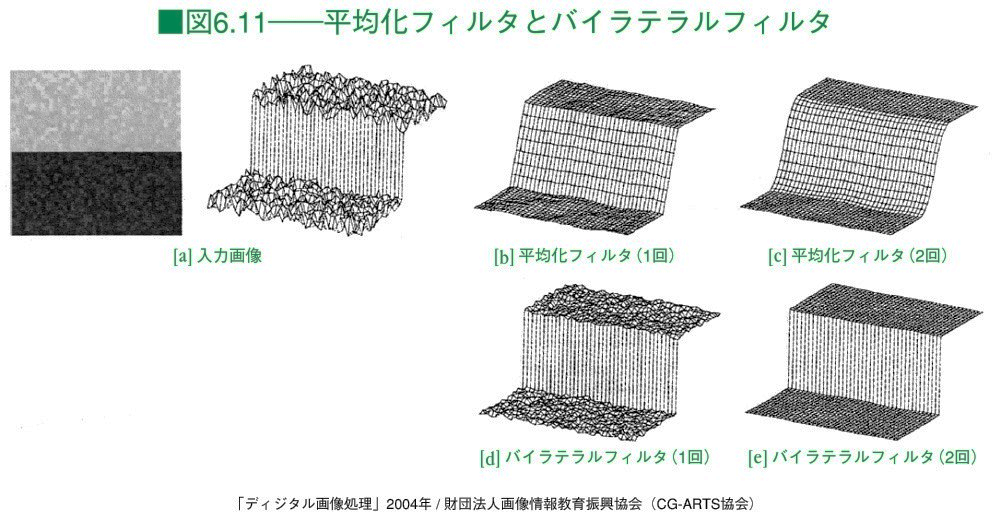 ■図6.11――平均化フィルタとバイラテラルフィルタ
[a] 入力画像
[b] 平均化フィルタ（1回）
[c] 平均化フィルタ（2回）
[d] バイラテラルフィルタ（1回）
[e] バイラテラルフィルタ（2回）
「ディジタル画像処理」2004年 / 財団法人画像情報教育振興協会（CG-ARTS協会）